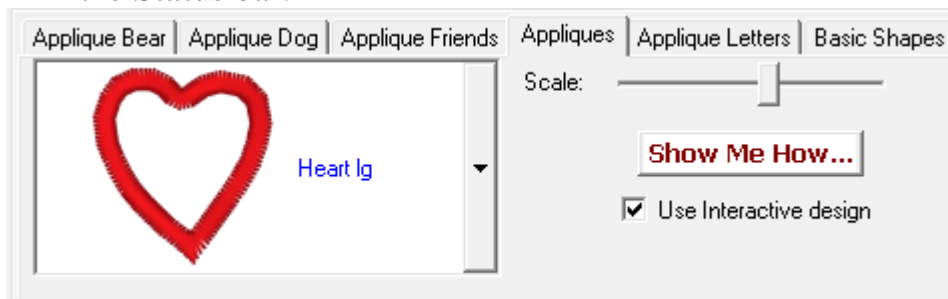 Applique Bear Applique Dog Applique Friends Appliques Applique Letters Basic Shapes
Scale:
Heart lg
Show Me How...
Use Interactive design